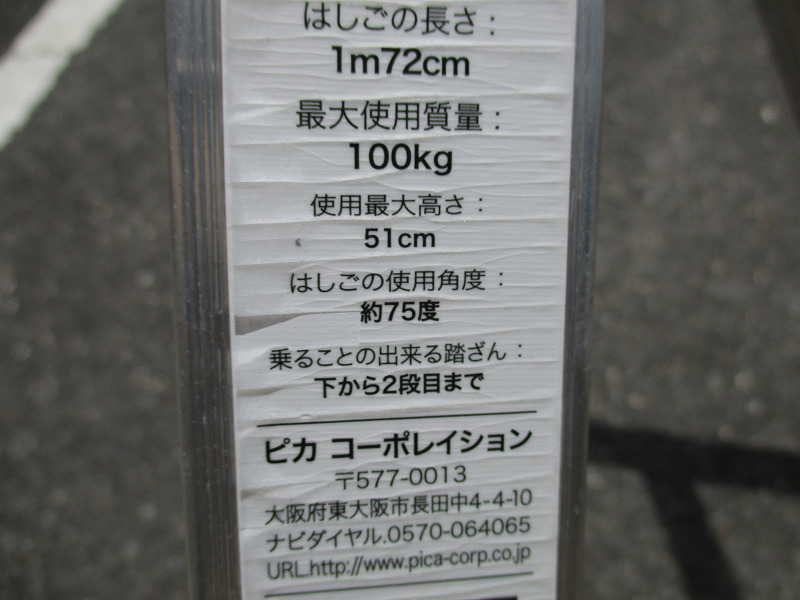 はしごの長さ：
1m72cm
最大使用質量：
100kg
使用最大高さ：
51cm
はしごの使用角度：
約75度
乗ることの出来る踏ざん：
下から2段目まで
ピカ コーポレイション
〒577-0013
大阪府東大阪市長田中4-4-10
ナビダイヤル.0570-064065
URL.http://www.pica-corp.co.jp